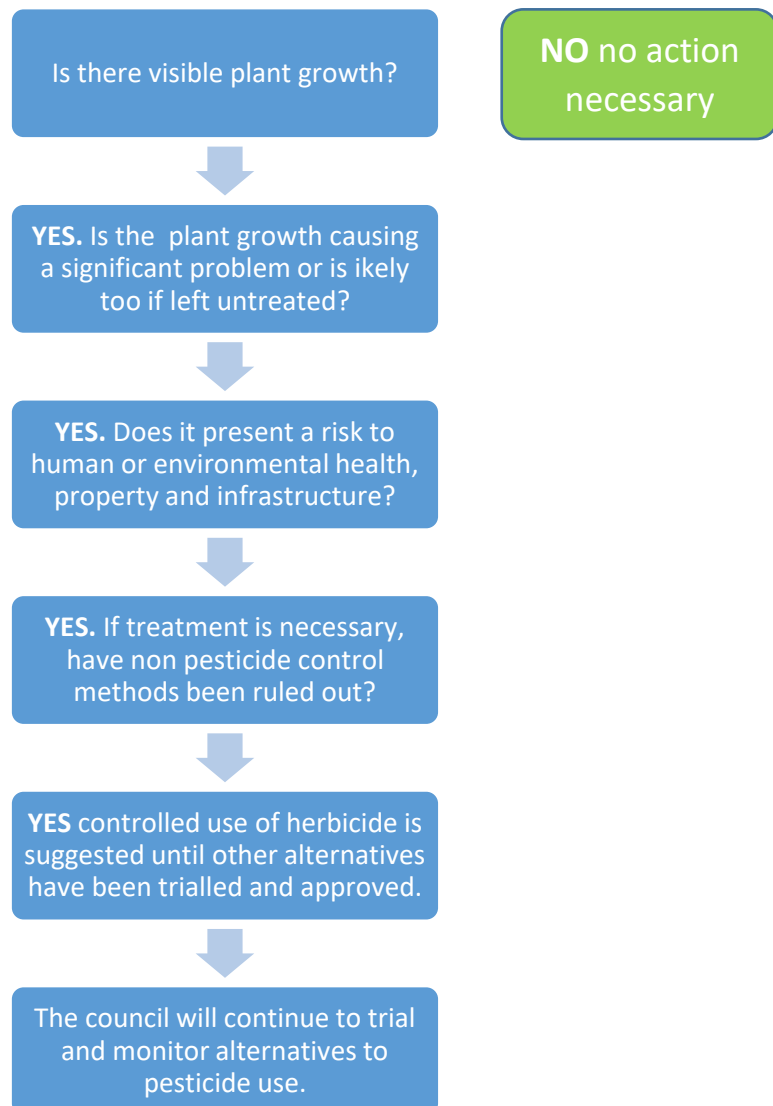 Is there visible plant growth?
NO no action
necessary
YES. Is the  plant growth causing
a significant problem or is ikely
too if left untreated?
YES. Does it present a risk to
human or environmental health,
property and infrastructure?
YES. If treatment is necessary,
have non pesticide control
methods been ruled out?
YES controlled use of herbicide is
suggested until other alternatives
have been trialled and approved.
The council will continue to trial
and monitor alternatives to
pesticide use.